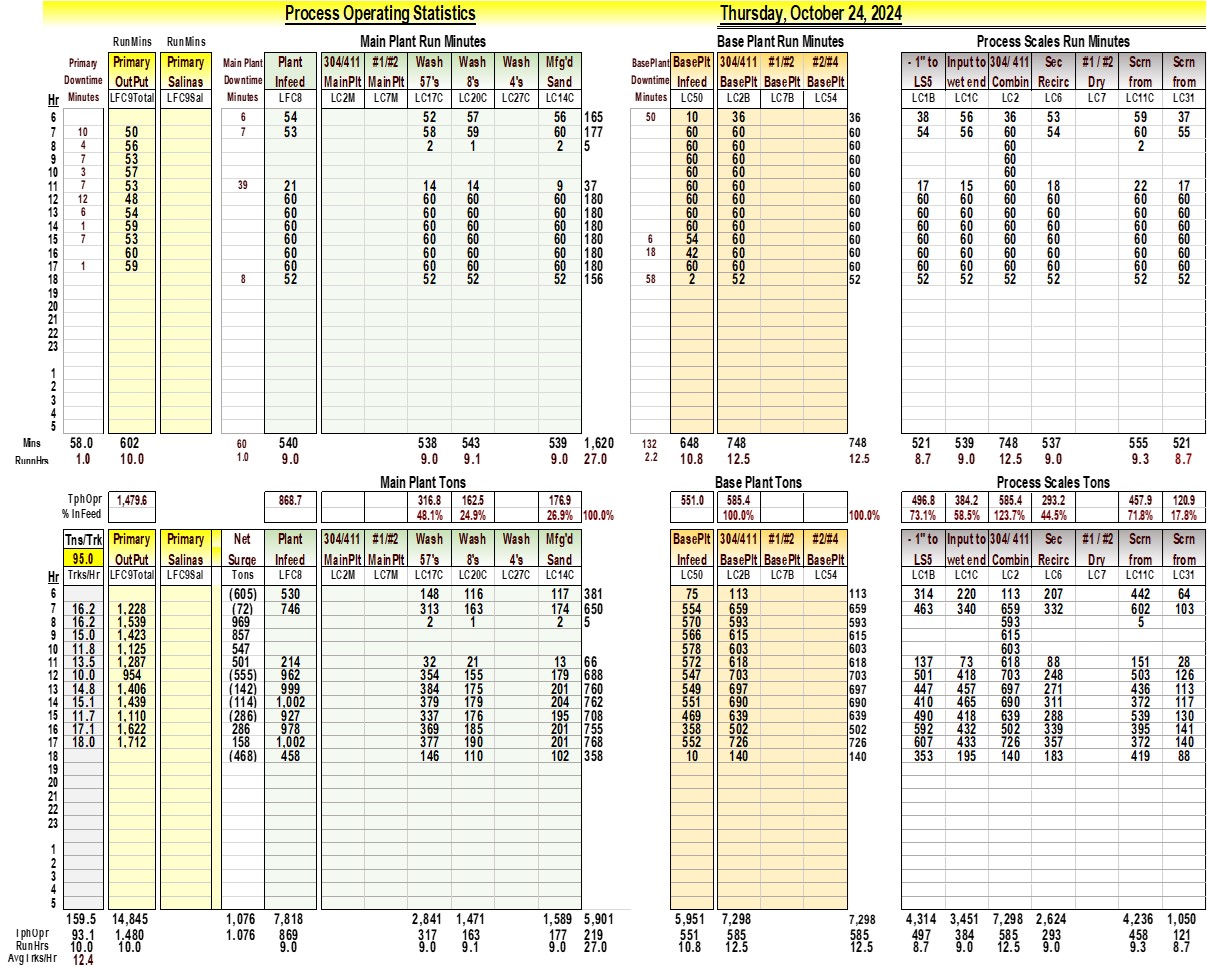 Process Operating Statistics Thursday, October 24, 2024
RunMins RunMins Main Plant Run Minutes Base Plant Run Minutes Process Scales Run Minutes
Primary Primary Primary Main Plant Plant 304/411 #1/#2 Wash Wash Wash Mfg'd BasePlant BasePlt 304/411 #1/#2 #2/#4 - 1" to Input to 304/ 411 Sec #1 / #2 Scrn Scrn
Downtime OutPut Salinas Downtime Infeed MainPlt MainPlt 57's 8's 4's Sand Downtime Infeed BasePlt BasePlt BasePlt LS5 wet end Combin Recirc Dry from from
Hr Minutes LFC9Total LFC9Sal Minutes LFC8 LC2M LC7M LC17C LC20C LC27C LC14C Minutes LC50 LC2B LC7B LC54 LC1B LC1C LC2 LC6 LC7 LC11C LC31
6 6 54 52 57 56 165 50 10 36 36 38 56 36 53 59 37
7 10 50 7 53 58 59 60 177 60 60 60 54 56 60 54 60 55
8 4 56 2 1 2 5 60 60 60 60 2
9 7 53 60 60 60 60
10 3 57 60 60 60 60
11 7 53 39 21 14 14 9 37 60 60 60 17 15 60 18 22 17
12 12 48 60 60 60 60 180 60 60 60 60 60 60 60 60 60
13 6 54 60 60 60 60 180 60 60 60 60 60 60 60 60 60
14 1 59 60 60 60 60 180 60 60 60 60 60 60 60 60 60
15 7 53 60 60 60 60 180 6 54 60 60 60 60 60 60 60 60
16 60 60 60 60 60 180 18 42 60 60 60 60 60 60 60 60
17 1 59 60 60 60 60 180 60 60 60 60 60 60 60 60 60
18 8 52 52 52 52 156 58 2 52 52 52 52 52 52 52 52
19
20
21
22
23
1
2
3
4
5
Mins 58.0 602 60 540 538 543 539 1,620 132 648 748 748 521 539 748 537 555 521
RunnHrs 1.0 10.0 1.0 9.0 9.0 9.1 9.0 27.0 2.2 10.8 12.5 12.5 8.7 9.0 12.5 9.0 9.3 8.7
Main Plant Tons Base Plant Tons Process Scales Tons
TphOpr 1,479.6 868.7 316.8 162.5 176.9 551.0 585.4 496.8 384.2 585.4 293.2 457.9 120.9
% InFeed 48.1% 24.9% 26.9% 100.0% 100.0% 100.0% 73.1% 58.5% 123.7% 44.5% 71.8% 17.8%
Tns/Trk Primary Primary Net Plant 304/411 #1/#2 Wash Wash Wash Mfg'd BasePlt 304/411 #1/#2 #2/#4 - 1" to Input to 304/ 411 Sec #1 / #2 Scrn Scrn
95.0 OutPut Salinas Surge Infeed MainPlt MainPlt 57's 8's 4's Sand Infeed BasePlt BasePlt BasePlt LS5 wet end Combin Recirc Dry from from
Hr Trks/Hr LFC9Total LFC9Sal Tons LFC8 LC2M LC7M LC17C LC20C LC27C LC14C LC50 LC2B LC7B LC54 LC1B LC1C LC2 LC6 LC7 LC11C LC31
6 (605) 530 148 116 117 381 75 113 113 314 220 113 207 442 64
7 16.2 1,228 (72) 746 313 163 174 650 554 659 659 463 340 659 332 602 103
8 16.2 1,539 969 2 1 2 5 570 593 593 593 5
9 15.0 1,423 857 566 615 615 615
10 11.8 1,125 547 578 603 603 603
11 13.5 1,287 501 214 32 21 13 66 572 618 618 137 73 618 88 151 28
12 10.0 954 (555) 962 354 155 179 688 547 703 703 501 418 703 248 503 126
13 14.8 1,406 (142) 999 384 175 201 760 549 697 697 447 457 697 271 436 113
14 15.1 1,439 (114) 1,002 379 179 204 762 551 690 690 410 465 690 311 372 117
15 11.7 1,110 (286) 927 337 176 195 708 469 639 639 490 418 639 288 539 130
16 17.1 1,622 286 978 369 185 201 755 358 502 502 592 432 502 339 395 141
17 18.0 1,712 158 1,002 377 190 201 768 552 726 726 607 433 726 357 372 140
18 (468) 458 146 110 102 358 10 140 140 353 195 140 183 419 88
19
20
21
22
23
1
2
3
4
5
159.5 14,845 1,076 7,818 2,841 1,471 1,589 5,901 5,951 7,298 7,298 4,314 3,451 7,298 2,624 4,236 1,050
TphOpr 93.1 1,480 1,076 869 317 163 177 219 551 585 585 497 384 585 293 458 121
RunHrs 10.0 10.0 9.0 9.0 9.1 9.0 27.0 10.8 12.5 12.5 8.7 9.0 12.5 9.0 9.3 8.7
AvgTrks/Hr 12.4